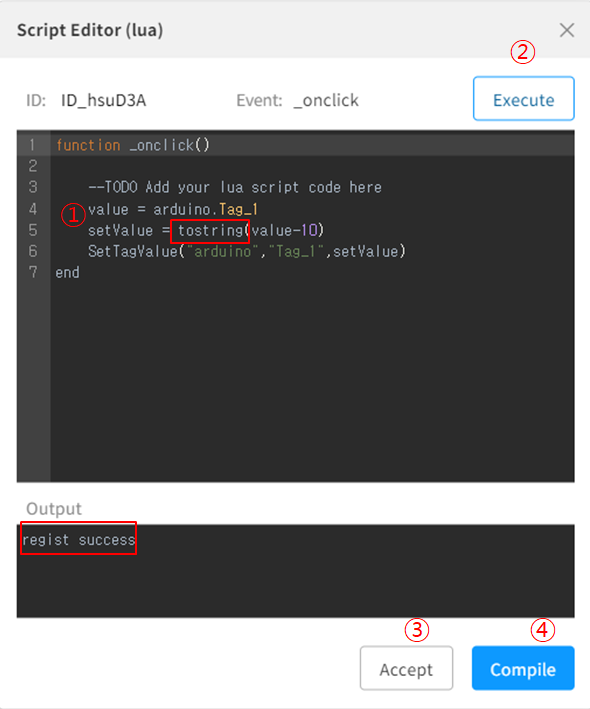 Script Editor (lua)
②
ID: ID_hsuD3A Event: _onclick Execute
1 function _onclick()
2
3 --TODO Add your lua script code here
4 value = arduino.Tag_1
① 5 setValue = tostring(value-10)
6 SetTagValue("arduino","Tag_1",setValue)
7 end
Output
regist success
③ ④
Accept Compile